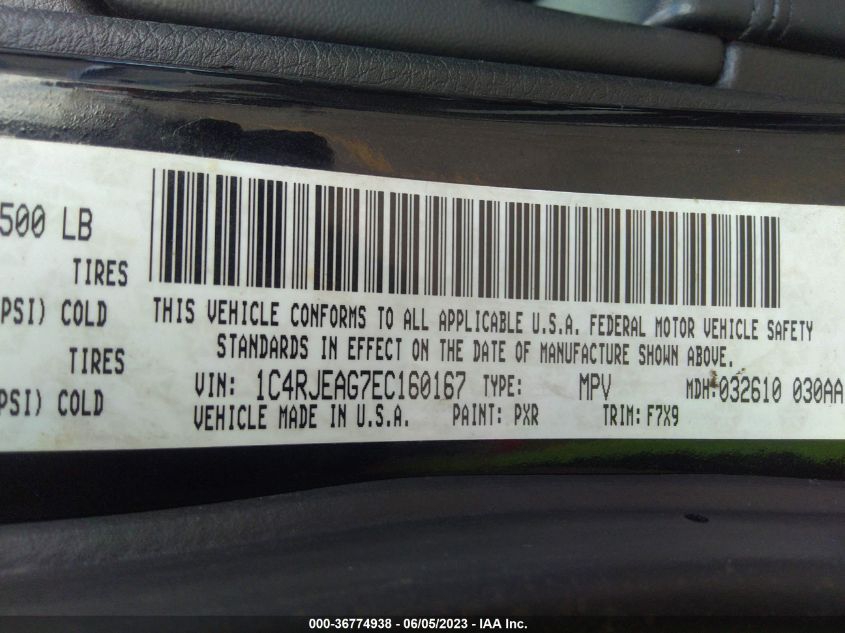 500 LB
TIRES
PSI) COLD
TIRES
PSI) COLD
THIS VEHICLE CONFORMS TO ALL APPLICABLE U.S.A. FEDERAL MOTOR VEHICLE SAFETY
STANDARDS IN EFFECT ON THE DATE OF MANUFACTURE SHOWN ABOVE.
VIN: 1C4RJEAG7EC160167 TYPE: MPV MDH:032610 030AA
VEHICLE MADE IN U.S.A. PAINT: PXR TRIM: F7X9
000-36774938 - 06/05/2023 - IAA Inc.